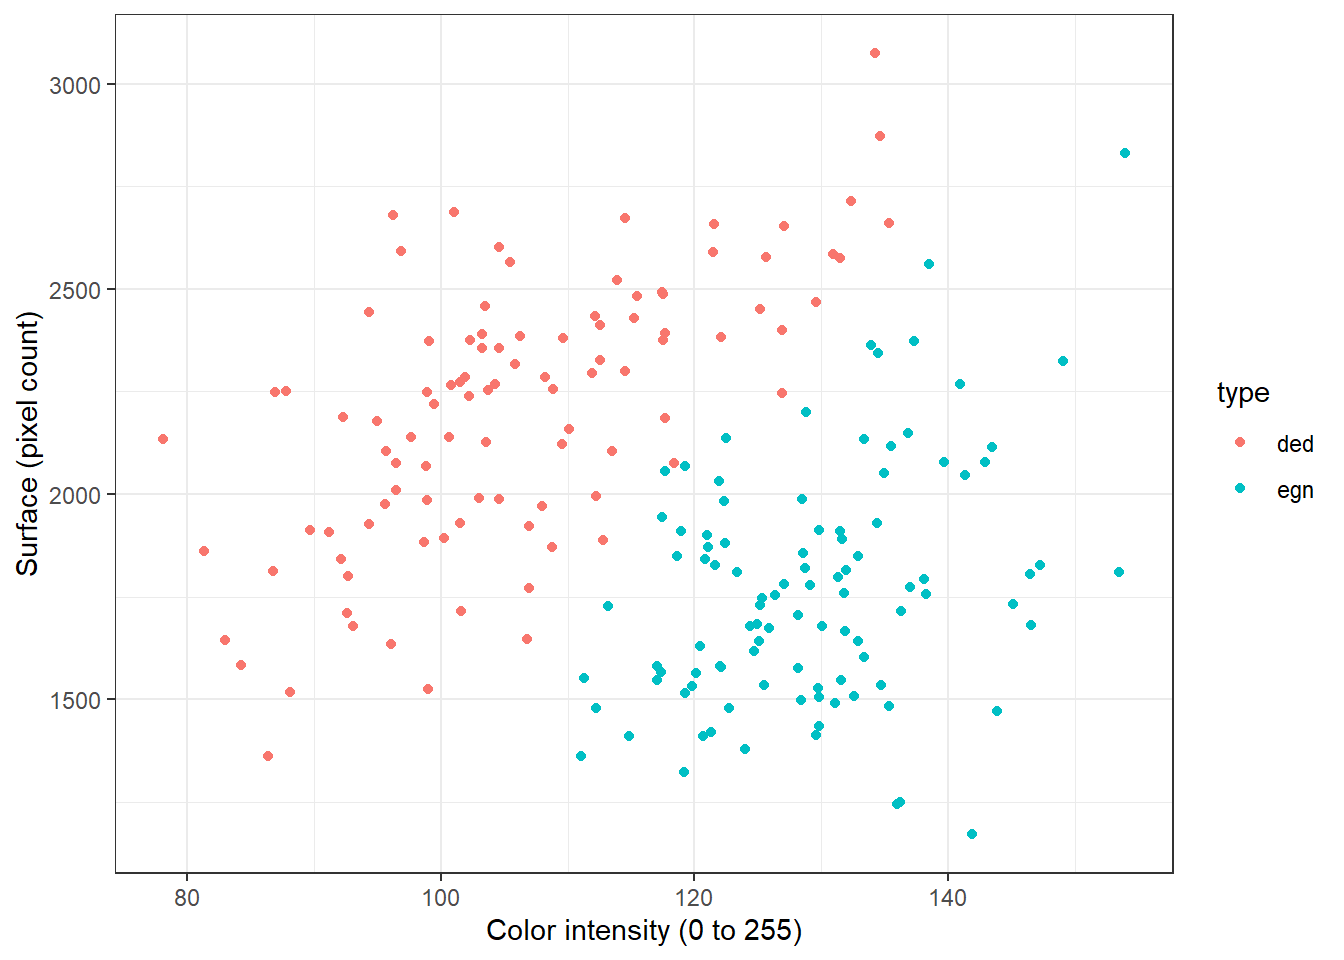 3000
2500
2000
1500
Surface (pixel count)
80 100 120 140
Color intensity (0 to 255)
type
ded
egn